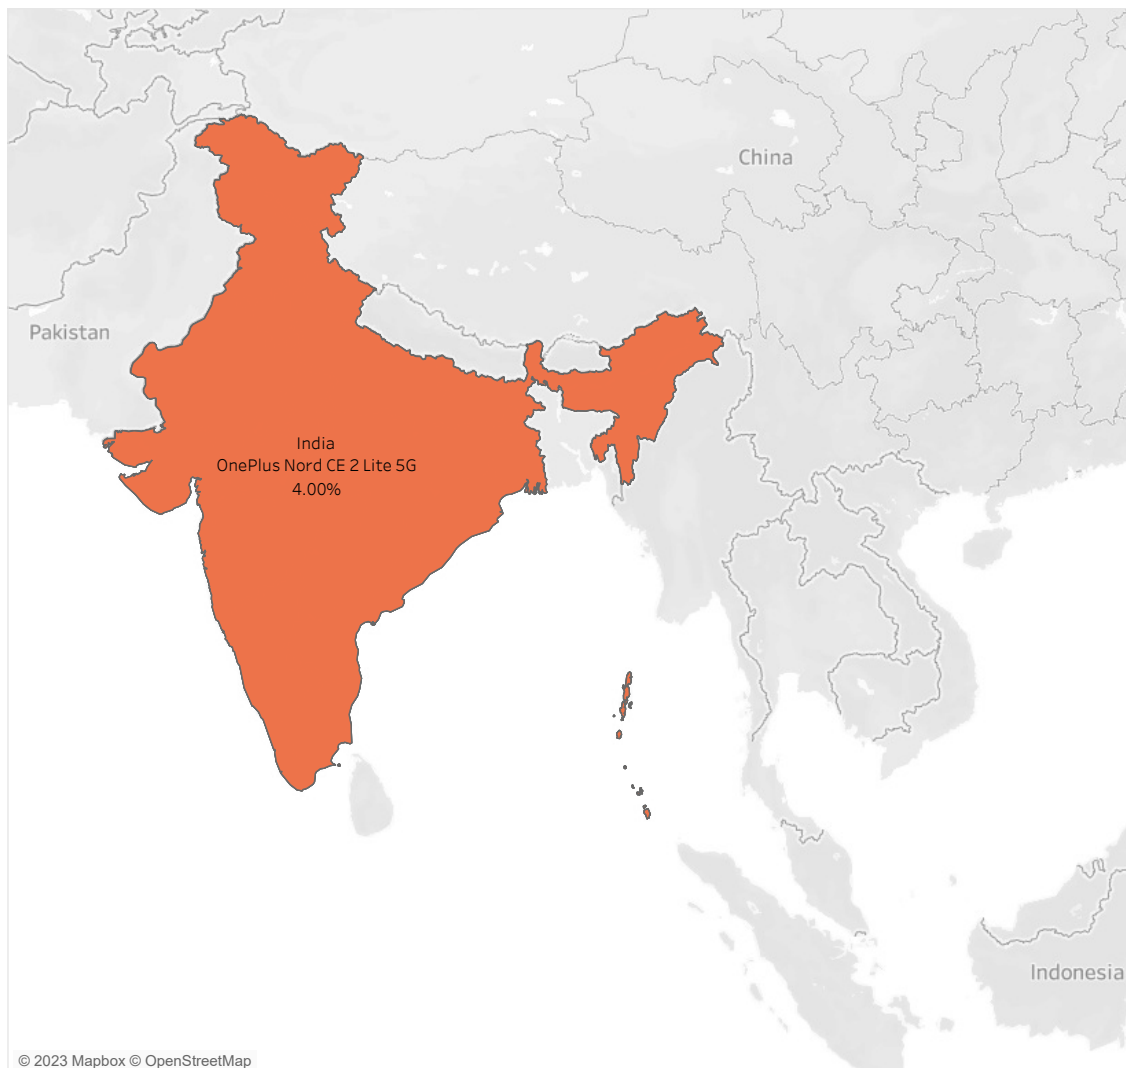 China
Pakistan
India
OnePlus Nord CE 2 Lite 5G
4.00%
Indonesia
© 2023 Mapbox © OpenStreetMap